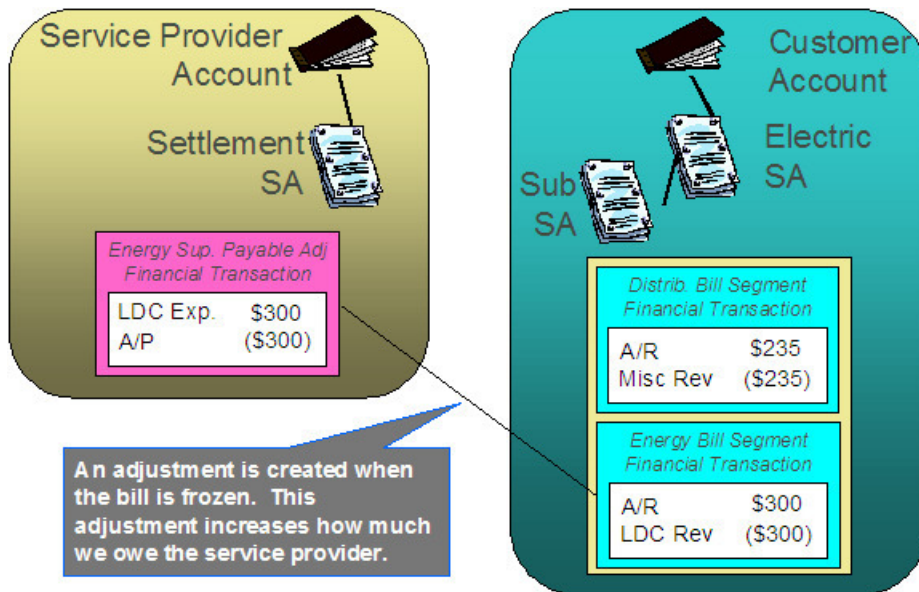 Service Provider
Account
Settlement
SA
Energy Sup. Payable Adj
Financial Transaction
LDC Exp. $300
A/P ($300)
An adjustment is created when
the bill is frozen. This
adjustment increases how much
we owe the service provider.
Customer
Account
Electric
SA
Sub
SA
Distrib. Bill Segment
Financial Transaction
A/R $235
Misc Rev ($235)
Energy Bill Segment
Financial Transaction
A/R $300
LDC Rev ($300)